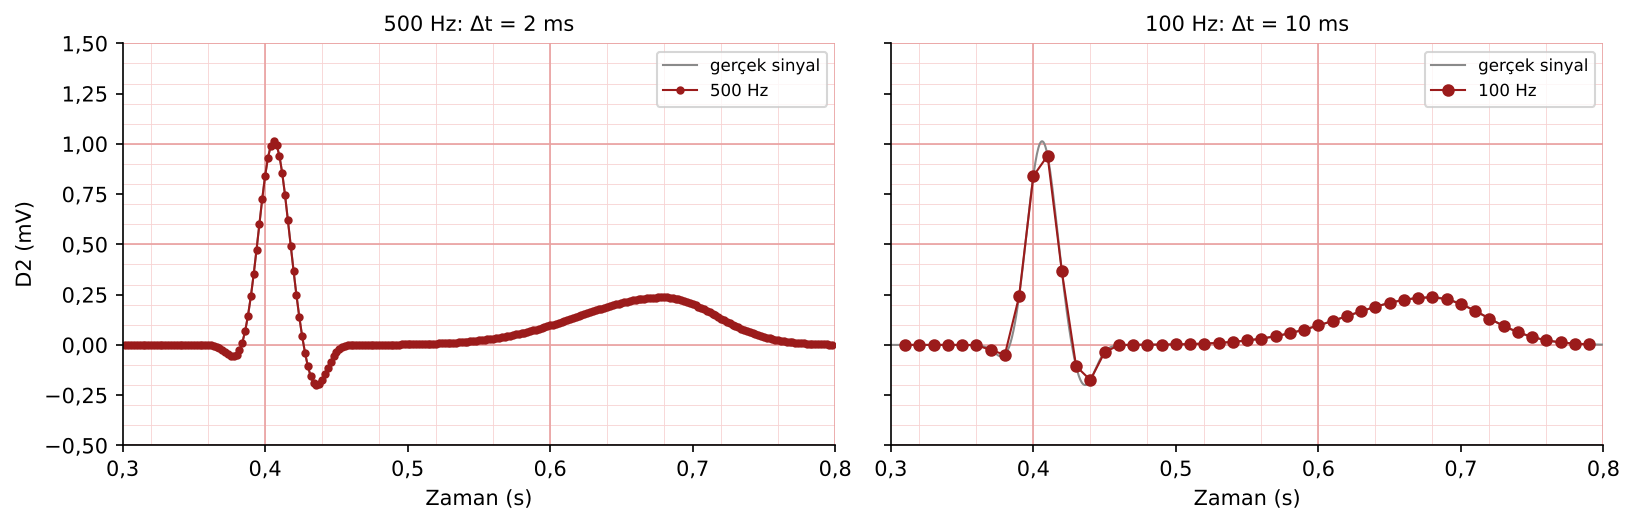 500 Hz: Δt = 2 ms
gerçek sinyal
500 Hz
1,50
1,25
1,00
0,75
0,50
0,25
0,00
−0,25
−0,50
D2 (mV)
0,3 0,4 0,5 0,6 0,7 0,8
Zaman (s)
100 Hz: Δt = 10 ms
gerçek sinyal
100 Hz
0,3 0,4 0,5 0,6 0,7 0,8
Zaman (s)